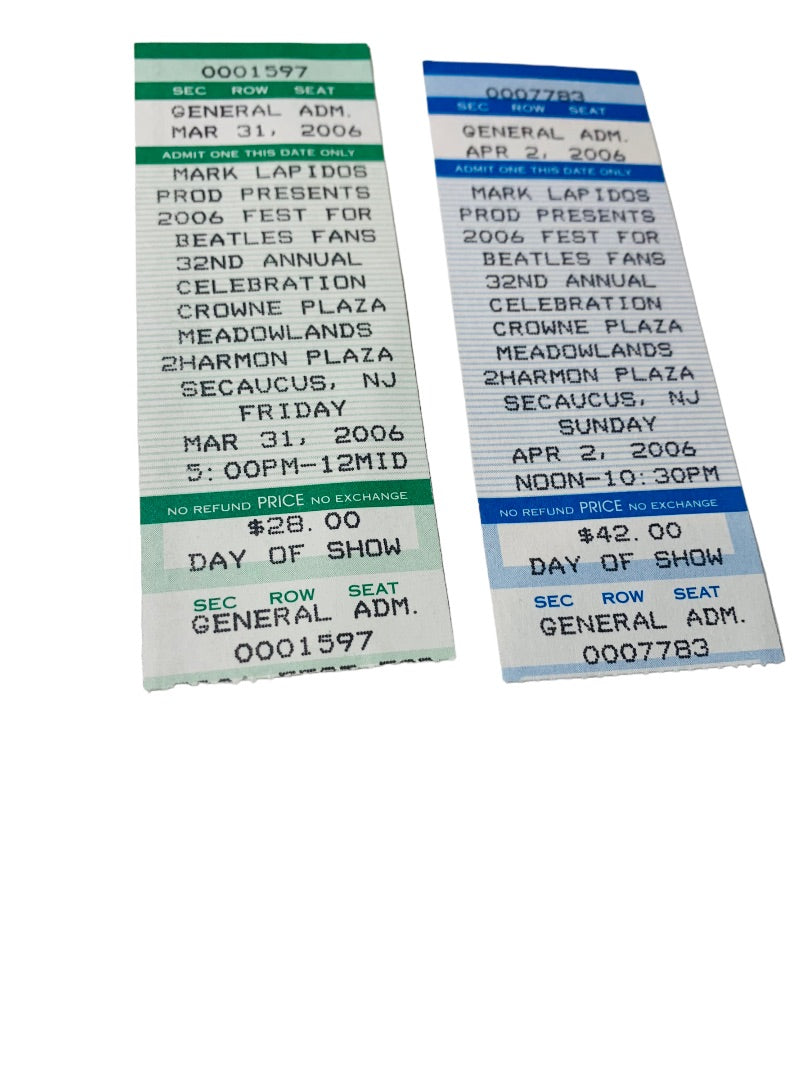 0001597
SEC ROW SEAT
GENERAL ADM.
MAR 31, 2006
ADMIT ONE THIS DATE ONLY
MARK LAPIDOS
PROD PRESENTS
2006 FEST FOR
BEATLES FANS
32ND ANNUAL
CELEBRATION
CROWNE PLAZA
MEADOWLANDS
2HARMON PLAZA
SECAUCUS, NJ
FRIDAY
MAR 31, 2006
5:00PM-12MID
NO REFUND PRICE NO EXCHANGE
$28.00
DAY OF SHOW
SEC ROW SEAT
GENERAL ADM.
0001597
0007783
SEC ROW SEAT
GENERAL ADM.
APR 2, 2006
ADMIT ONE THIS DATE ONLY
MARK LAPIDOS
PROD PRESENTS
2006 FEST FOR
BEATLES FANS
32ND ANNUAL
CELEBRATION
CROWNE PLAZA
MEADOWLANDS
2HARMON PLAZA
SECAUCUS, NJ
SUNDAY
APR 2, 2006
NOON-10:30PM
NO REFUND PRICE NO EXCHANGE
$42.00
DAY OF SHOW
SEC ROW SEAT
GENERAL ADM.
0007783